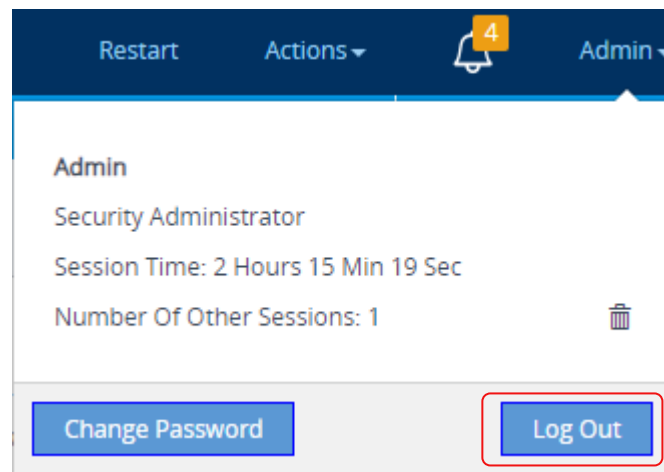 Restart Actions 4 Admin
Admin
Security Administrator
Session Time: 2 Hours 15 Min 19 Sec
Number Of Other Sessions: 1
Change Password Log Out